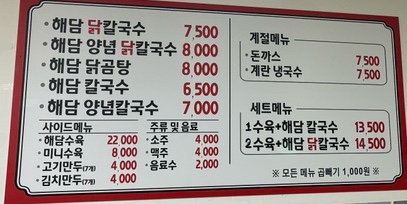 해담 닭칼국수 7,500
해담 양념 닭칼국수 8,000
해담 닭곰탕 8,000
해담 칼국수 6,500
해담 양념칼국수 7,000
사이드메뉴
해담수육 22,000
미니수육 8,000
고기만두(7개) 4,000
김치만두(7개) 4,000
주류 및 음료
소주 4,000
맥주 4,000
음료수 2,000
계절메뉴
돈까스 7,500
계란 냉국수 7,500
세트메뉴
1수육+해담 칼국수 13,500
2수육+해담 닭칼국수 14,500
※ 모든 메뉴 곱빼기 1,000원 ※